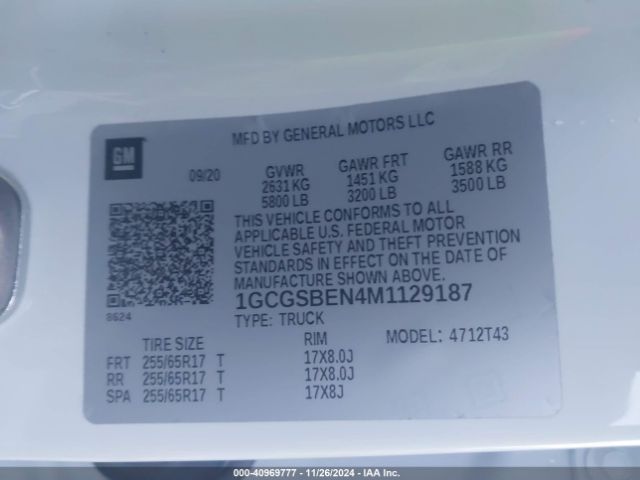 GM
MFD BY GENERAL MOTORS LLC
09/20
GVWR GAWR FRT GAWR RR
2631 KG 1451 KG 1588 KG
5800 LB 3200 LB 3500 LB
THIS VEHICLE CONFORMS TO ALL
APPLICABLE U.S. FEDERAL MOTOR
VEHICLE SAFETY AND THEFT PREVENTION
STANDARDS IN EFFECT ON THE DATE OF
MANUFACTURE SHOWN ABOVE.
8624
1GCGSBEN4M1129187
TYPE: TRUCK
TIRE SIZE RIM MODEL: 4712T43
FRT 255/65R17 T 17X8.0J
RR 255/65R17 T 17X8.0J
SPA 255/65R17 T 17X8J
© - 40969777 - 11/26/2024 - IAA Inc.